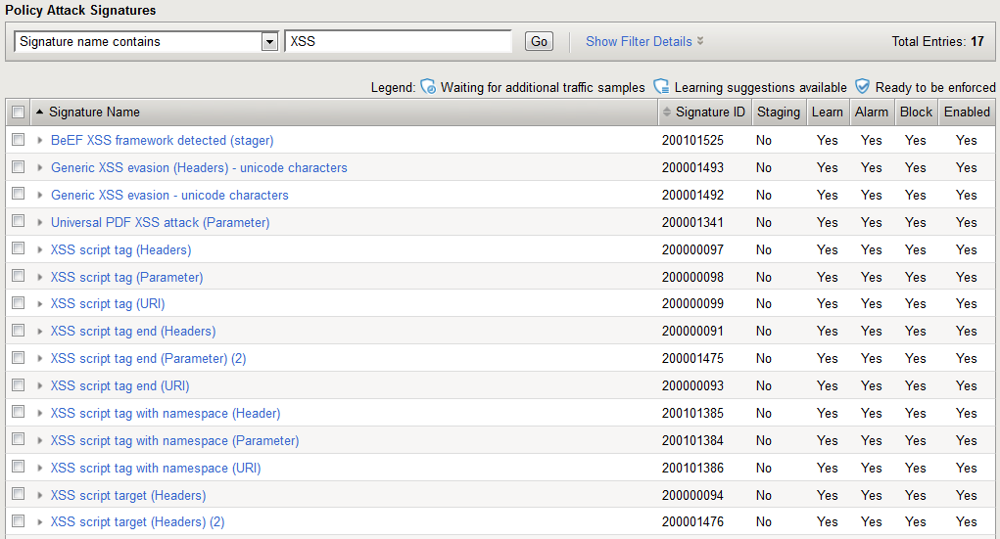 Policy Attack Signatures
Signature name contains XSS Go Show Filter Details Total Entries: 17
Legend: Waiting for additional traffic samples Learning suggestions available Ready to be enforced
Signature Name Signature ID Staging Learn Alarm Block Enabled
BeEF XSS framework detected (stager) 200101525 No Yes Yes Yes Yes
Generic XSS evasion (Headers) - unicode characters 200001493 No Yes Yes Yes Yes
Generic XSS evasion - unicode characters 200001492 No Yes Yes Yes Yes
Universal PDF XSS attack (Parameter) 200001341 No Yes Yes Yes Yes
XSS script tag (Headers) 200000097 No Yes Yes Yes Yes
XSS script tag (Parameter) 200000098 No Yes Yes Yes Yes
XSS script tag (URI) 200000099 No Yes Yes Yes Yes
XSS script tag end (Headers) 200000091 No Yes Yes Yes Yes
XSS script tag end (Parameter) (2) 200001475 No Yes Yes Yes Yes
XSS script tag end (URI) 200000093 No Yes Yes Yes Yes
XSS script tag with namespace (Header) 200101385 No Yes Yes Yes Yes
XSS script tag with namespace (Parameter) 200101384 No Yes Yes Yes Yes
XSS script tag with namespace (URI) 200101386 No Yes Yes Yes Yes
XSS script target (Headers) 200000094 No Yes Yes Yes Yes
XSS script target (Headers) (2) 200001476 No Yes Yes Yes Yes